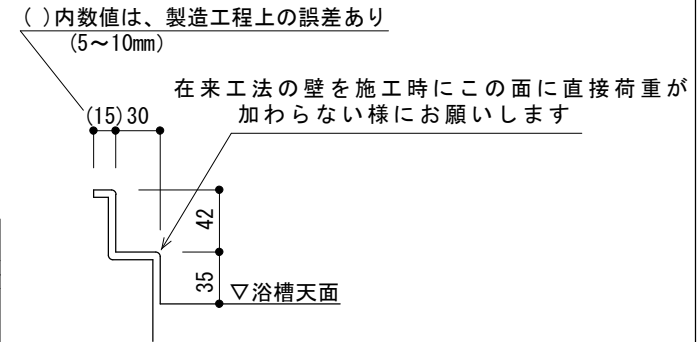 ( )内数値は、製造工程上の誤差あり
(5～10mm)
在来工法の壁を施工時にこの面に直接荷重が
加わらない様にお願いします
(15)30
42
35
▽浴槽天面